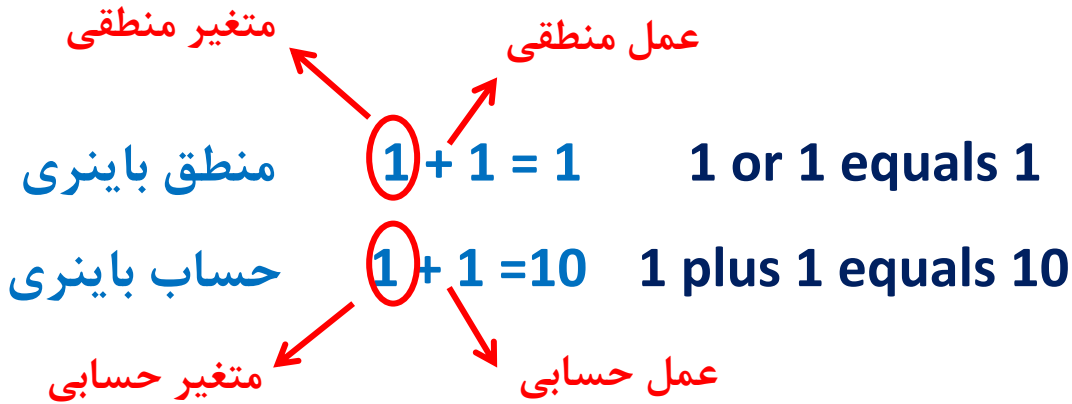 متغیر منطقی عمل منطقی
منطق باینری 1 + 1 = 1 1 or 1 equals 1
حساب باینری 1 + 1 =10 1 plus 1 equals 10
متغیر حسابی عمل حسابی